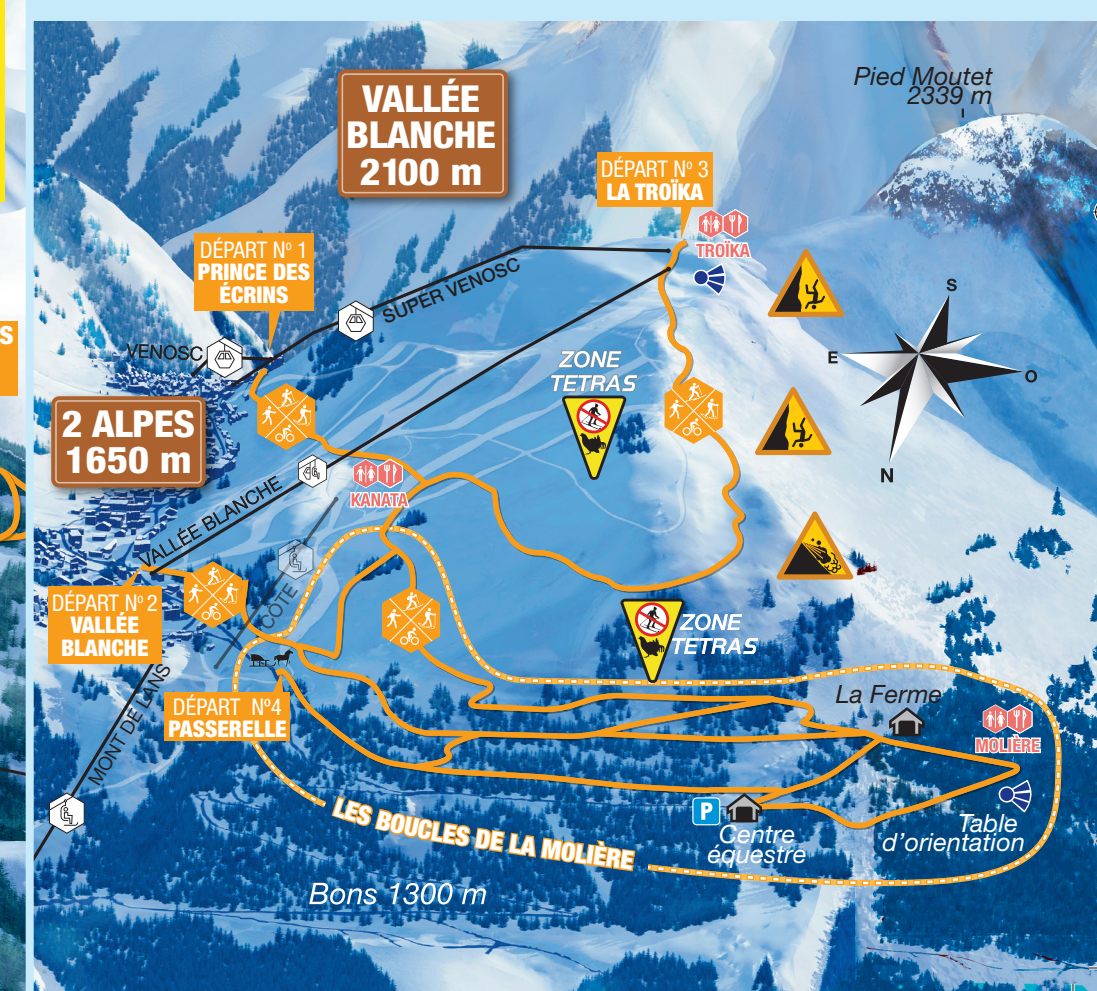 Pied Moutet
2339 m
VALLÉE
BLANCHE
2100 m
DÉPART Nº 3
LA TROÏKA
TROÏKA
DÉPART Nº 1
PRINCE DES
ÉCRINS
SUPER VENOSC
VENOSC
S
E
O
N
ZONE
TETRAS
2 ALPES
1650 m
S
KANATA
VALLÉE BLANCHE
CÔTE
DÉPART Nº 2
VALLÉE
BLANCHE
ZONE
TETRAS
MONT DE LANS
DÉPART Nº4
PASSERELLE
La Ferme
MOLIÈRE
P
Centre
équestre
Table
d'orientation
LES BOUCLES DE LA MOLIÈRE
Bons 1300 m